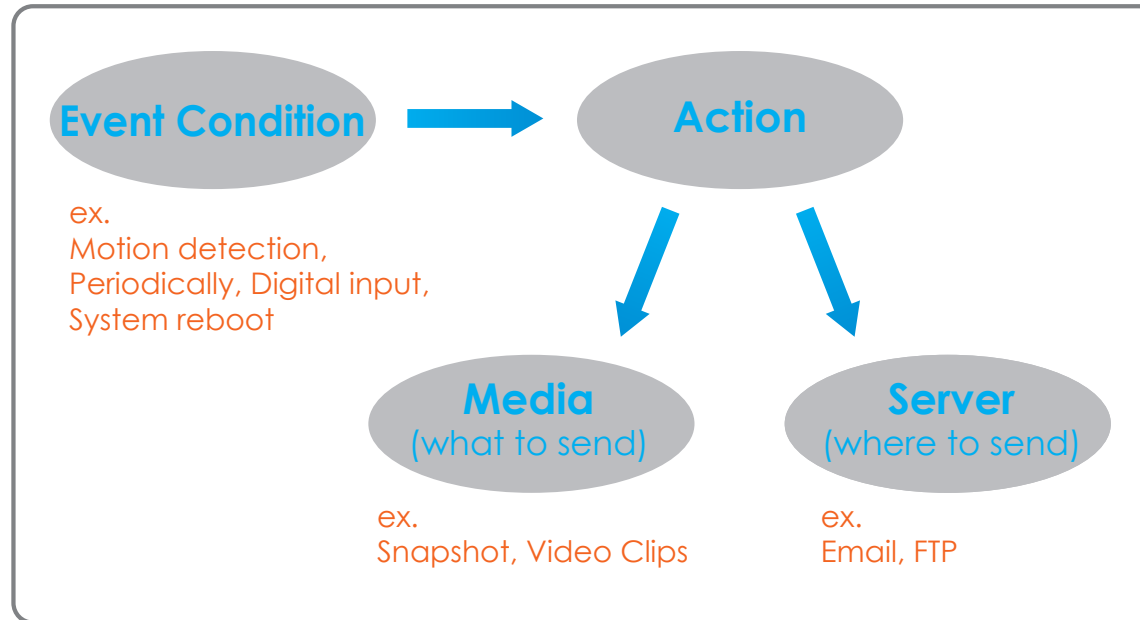 Event Condition
Action
ex.
Motion detection,
Periodically, Digital input,
System reboot
Media
(what to send)
ex.
Snapshot, Video Clips
Server
(where to send)
ex.
Email, FTP